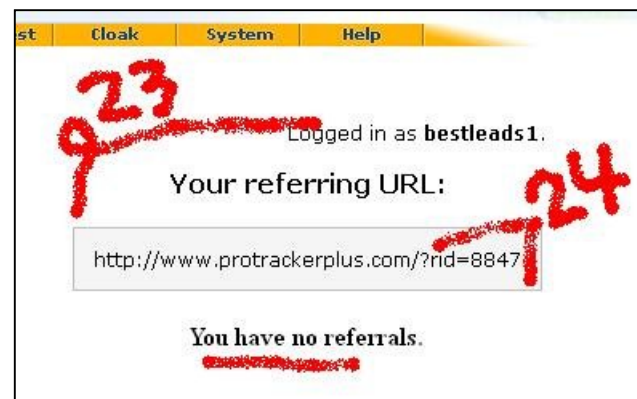 st Cloak System Help
23
Logged in as bestleads1.
Your referring URL:
24
http://www.protrackerplus.com/?rid=8847
You have no referrals.